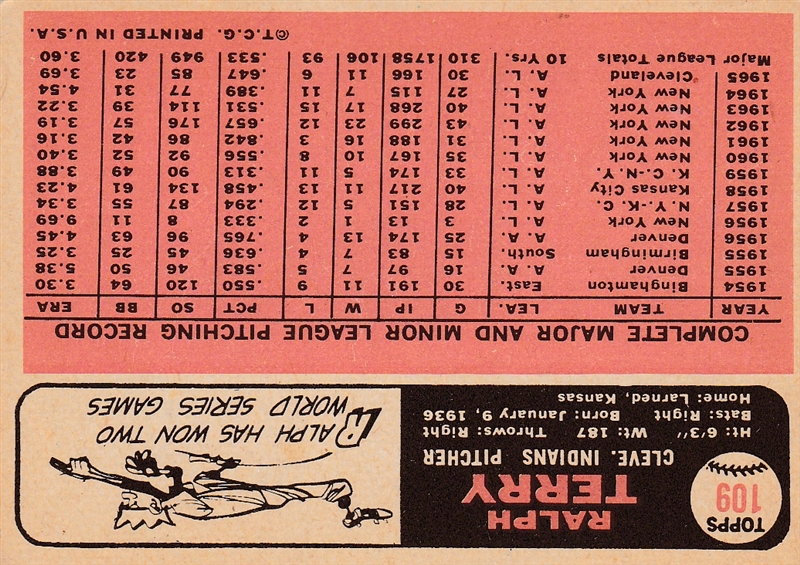 TOPPS
109
RALPH
TERRY
CLEVE. INDIANS PITCHER
Ht: 6'3" Wt: 187 Throws: Right
Bats: Right Born: January 9, 1936
Home: Larned, Kansas
RALPH HAS WON TWO
WORLD SERIES GAMES
COMPLETE MAJOR AND MINOR LEAGUE PITCHING RECORD
YEAR TEAM LEA. G IP W L PCT SO BB ERA
1954 Binghamton East. 30 191 11 9 .550 120 64 3.30
1955 Denver A. A. 16 97 7 5 .583 46 50 5.38
1955 Birmingham South. 15 83 7 4 .636 45 25 3.25
1956 Denver A. A. 25 174 13 4 .765 96 63 4.45
1956 New York A. L. 3 13 1 2 .333 8 11 9.69
1957 N. Y.-K. C. A. L. 28 151 5 12 .294 87 55 3.34
1958 Kansas City A. L. 40 217 11 13 .458 134 61 4.23
1959 K. C.-N. Y. A. L. 33 174 5 11 .313 90 49 3.88
1960 New York A. L. 35 167 10 8 .556 92 52 3.40
1961 New York A. L. 31 188 16 3 .842 86 42 3.16
1962 New York A. L. 43 299 23 12 .657 176 57 3.19
1963 New York A. L. 40 268 17 15 .531 114 39 3.22
1964 New York A. L. 27 115 7 11 .389 77 31 4.54
1965 Cleveland A. L. 30 166 11 6 .647 85 23 3.69
Major League Totals 10 Yrs. 310 1758 106 93 .533 949 420 3.60
©T.C.G. PRINTED IN U.S.A.